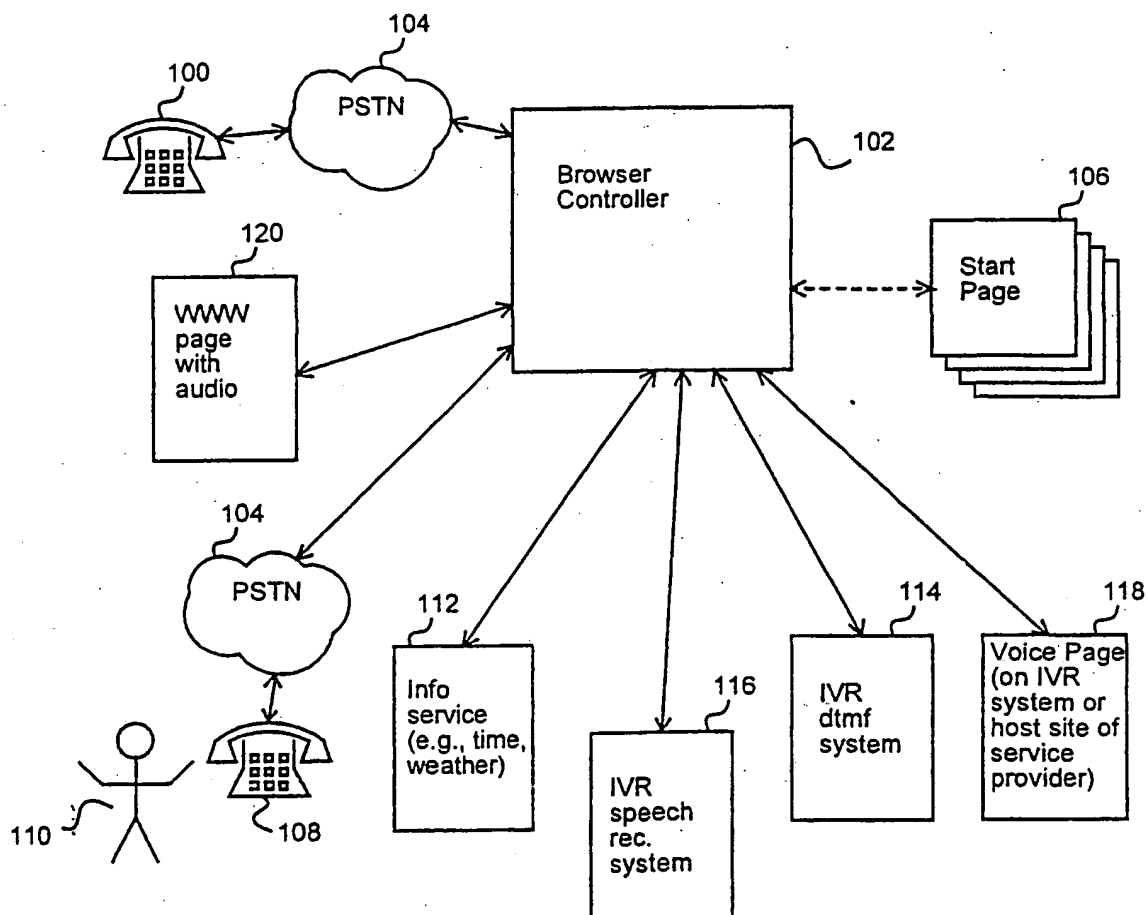 104
100
PSTN
102
Browser
Controller
106
Start
Page
120
WWW
page
with
audio
104
PSTN
112
Info
service
(e.g., time,
weather)
116
IVR
speech
rec.
system
114
IVR
dtmf
system
118
Voice Page
(on IVR
system or
host site of
service
provider)
110
108